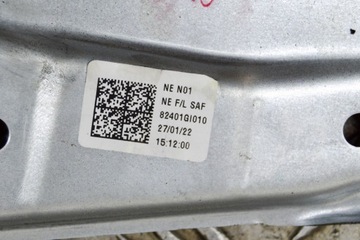 NE N01
NE F/L SAF
82401GI010
27/01/22
15:12:00